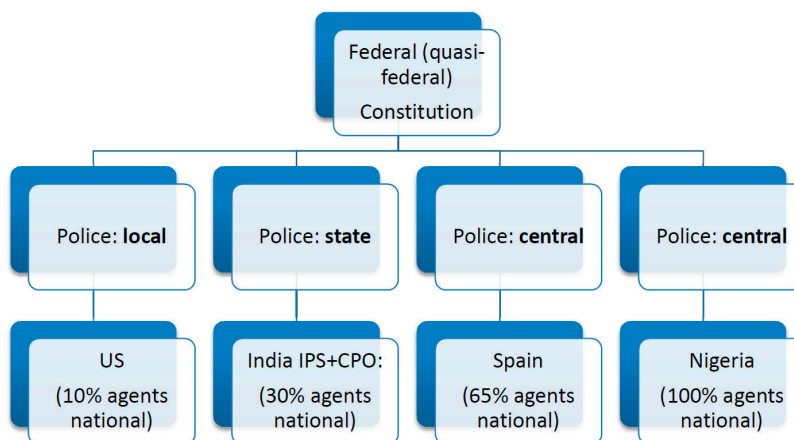 Federal (quasi-
federal)
Constitution
Police: local
Police: state
Police: central
Police: central
US
(10% agents
national)
India IPS+CPO:
(30% agents
national)
Spain
(65% agents
national)
Nigeria
(100% agents
national)